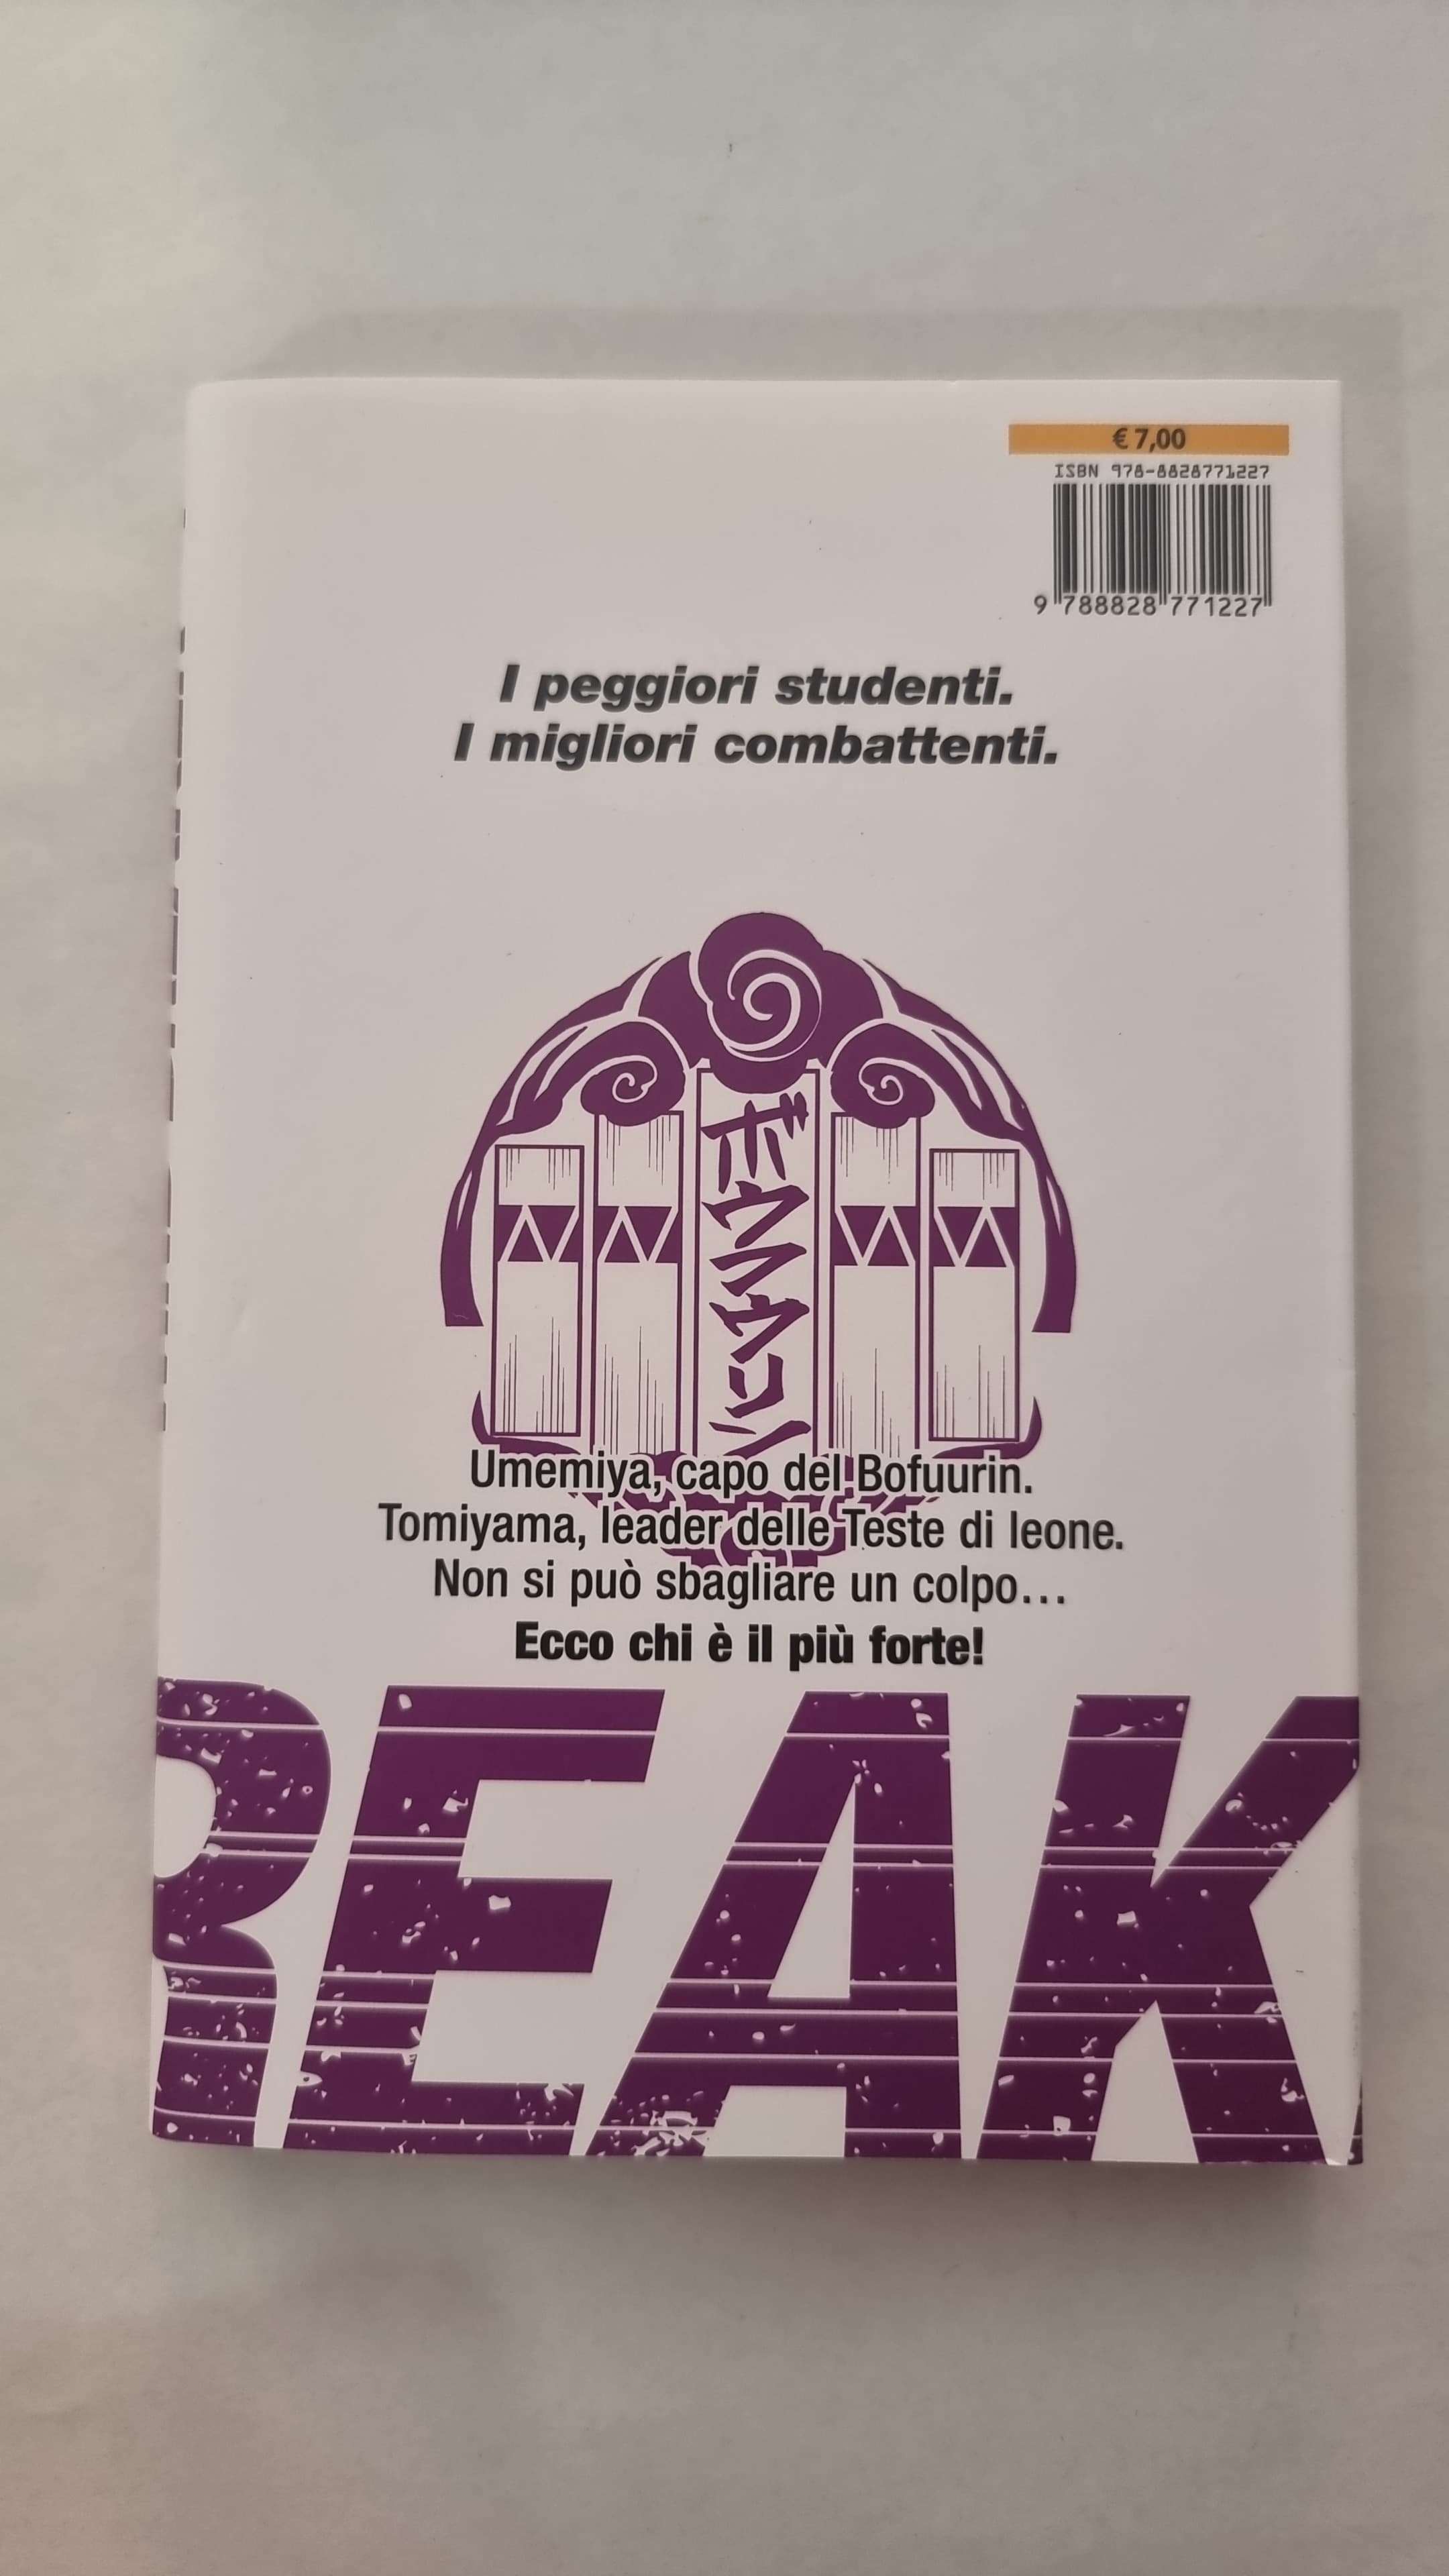 € 7,00
ISBN 978-8828771227
9 788828 771227
I peggiori studenti.
I migliori combattenti.
ボウフウリン
Umemiya, capo del Bofuurin.
Tomiyama, leader delle Teste di leone.
Non si può sbagliare un colpo...
Ecco chi è il più forte!
REAK